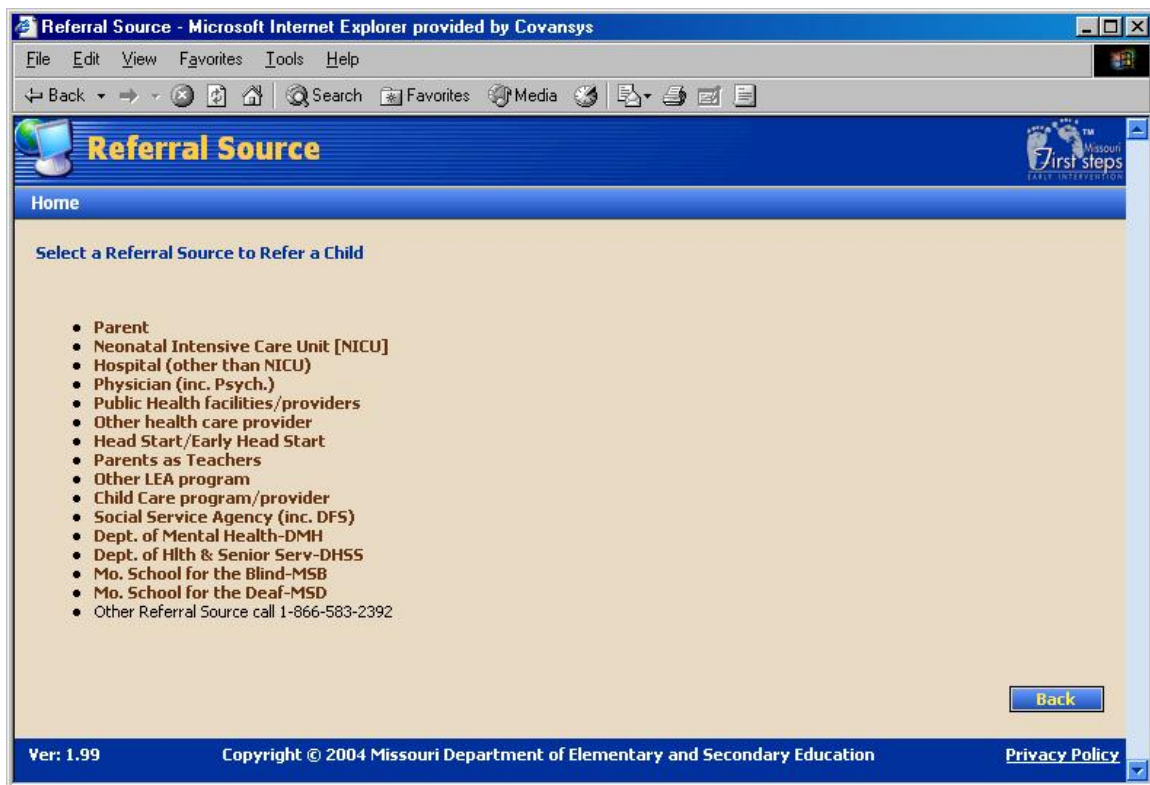 Referral Source - Microsoft Internet Explorer provided by Covansys
File Edit View Favorites Tools Help
Back Search Favorites Media
Referral Source
TM
Missouri
First steps
EARLY INTERVENTION
Home
Select a Referral Source to Refer a Child
Parent
Neonatal Intensive Care Unit [NICU]
Hospital (other than NICU)
Physician (inc. Psych.)
Public Health facilities/providers
Other health care provider
Head Start/Early Head Start
Parents as Teachers
Other LEA program
Child Care program/provider
Social Service Agency (inc. DFS)
Dept. of Mental Health-DMH
Dept. of Hlth & Senior Serv-DHSS
Mo. School for the Blind-MSB
Mo. School for the Deaf-MSD
Other Referral Source call 1-866-583-2392
Back
Ver: 1.99 Copyright © 2004 Missouri Department of Elementary and Secondary Education Privacy Policy